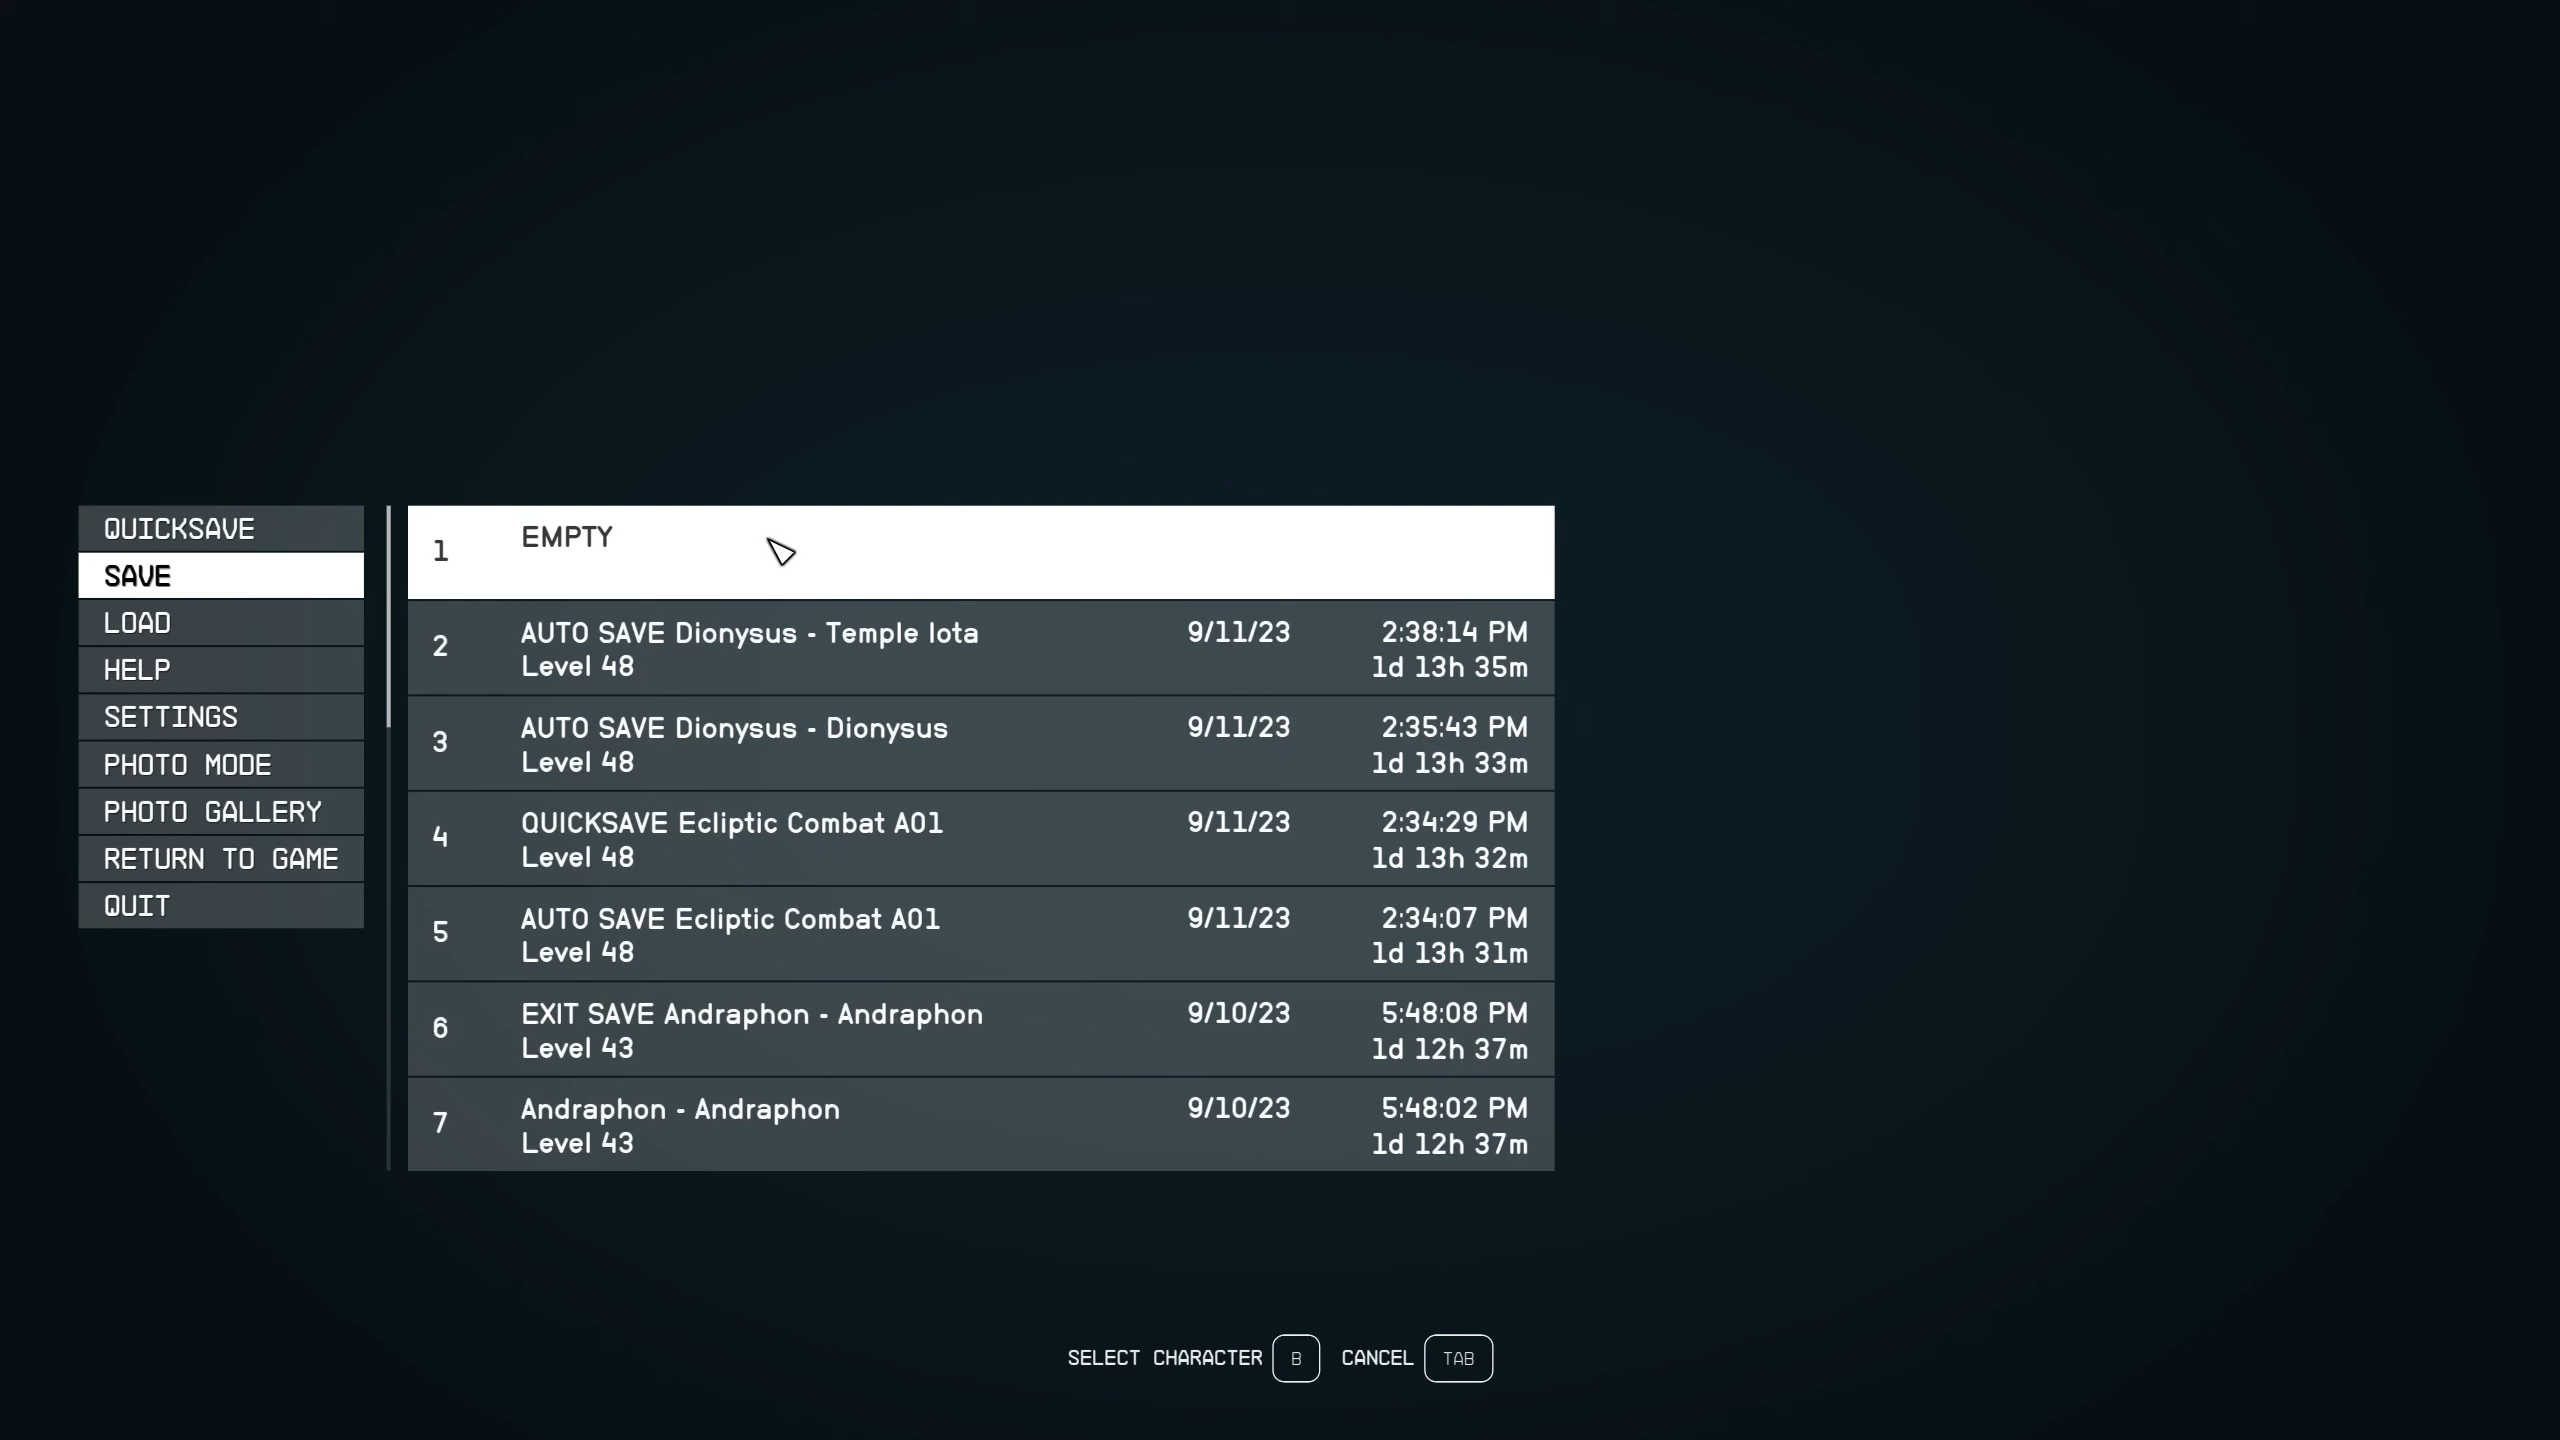 QUICKSAVE
SAVE
LOAD
HELP
SETTINGS
PHOTO MODE
PHOTO GALLERY
RETURN TO GAME
QUIT
1 EMPTY
2 AUTO SAVE Dionysus - Temple Iota 9/11/23 2:38:14 PM
Level 48 1d 13h 35m
3 AUTO SAVE Dionysus - Dionysus 9/11/23 2:35:43 PM
Level 48 1d 13h 33m
4 QUICKSAVE Ecliptic Combat A01 9/11/23 2:34:29 PM
Level 48 1d 13h 32m
5 AUTO SAVE Ecliptic Combat A01 9/11/23 2:34:07 PM
Level 48 1d 13h 31m
6 EXIT SAVE Andraphon - Andraphon 9/10/23 5:48:08 PM
Level 43 1d 12h 37m
7 Andraphon - Andraphon 9/10/23 5:48:02 PM
Level 43 1d 12h 37m
SELECT CHARACTER B CANCEL TAB